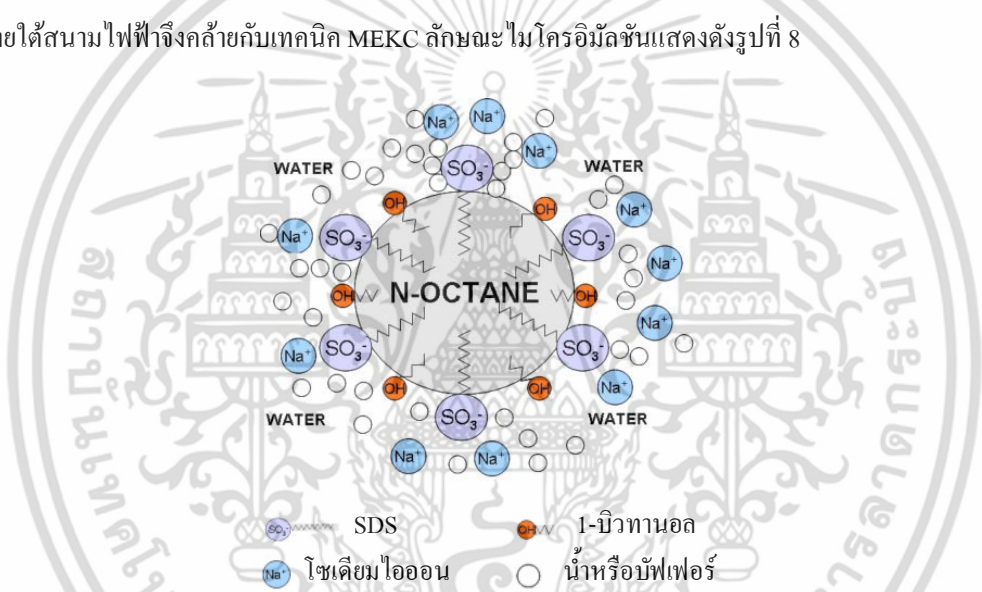 ายใต้สนามไฟฟ้าจึงคล้ายกับเทคนิค MEKC ลักษณะไมโครอิมัลชันแสดงดังรูปที่ 8
Na⁺ Na⁺
SO₃⁻ Na⁺
WATER WATER
OH OH Na⁺
Na⁺ SO₃⁻ SO₃⁻
Na⁺
OH N-OCTANE OH
Na⁺
Na⁺ SO₃⁻ SO₃⁻
OH OH Na⁺
WATER SO₃⁻ WATER
Na⁺ Na⁺
SO₃⁻ SDS OH 1-บิวทานอล
Na⁺ โซเดียมไอออน น้ำหรือบัฟเฟอร์